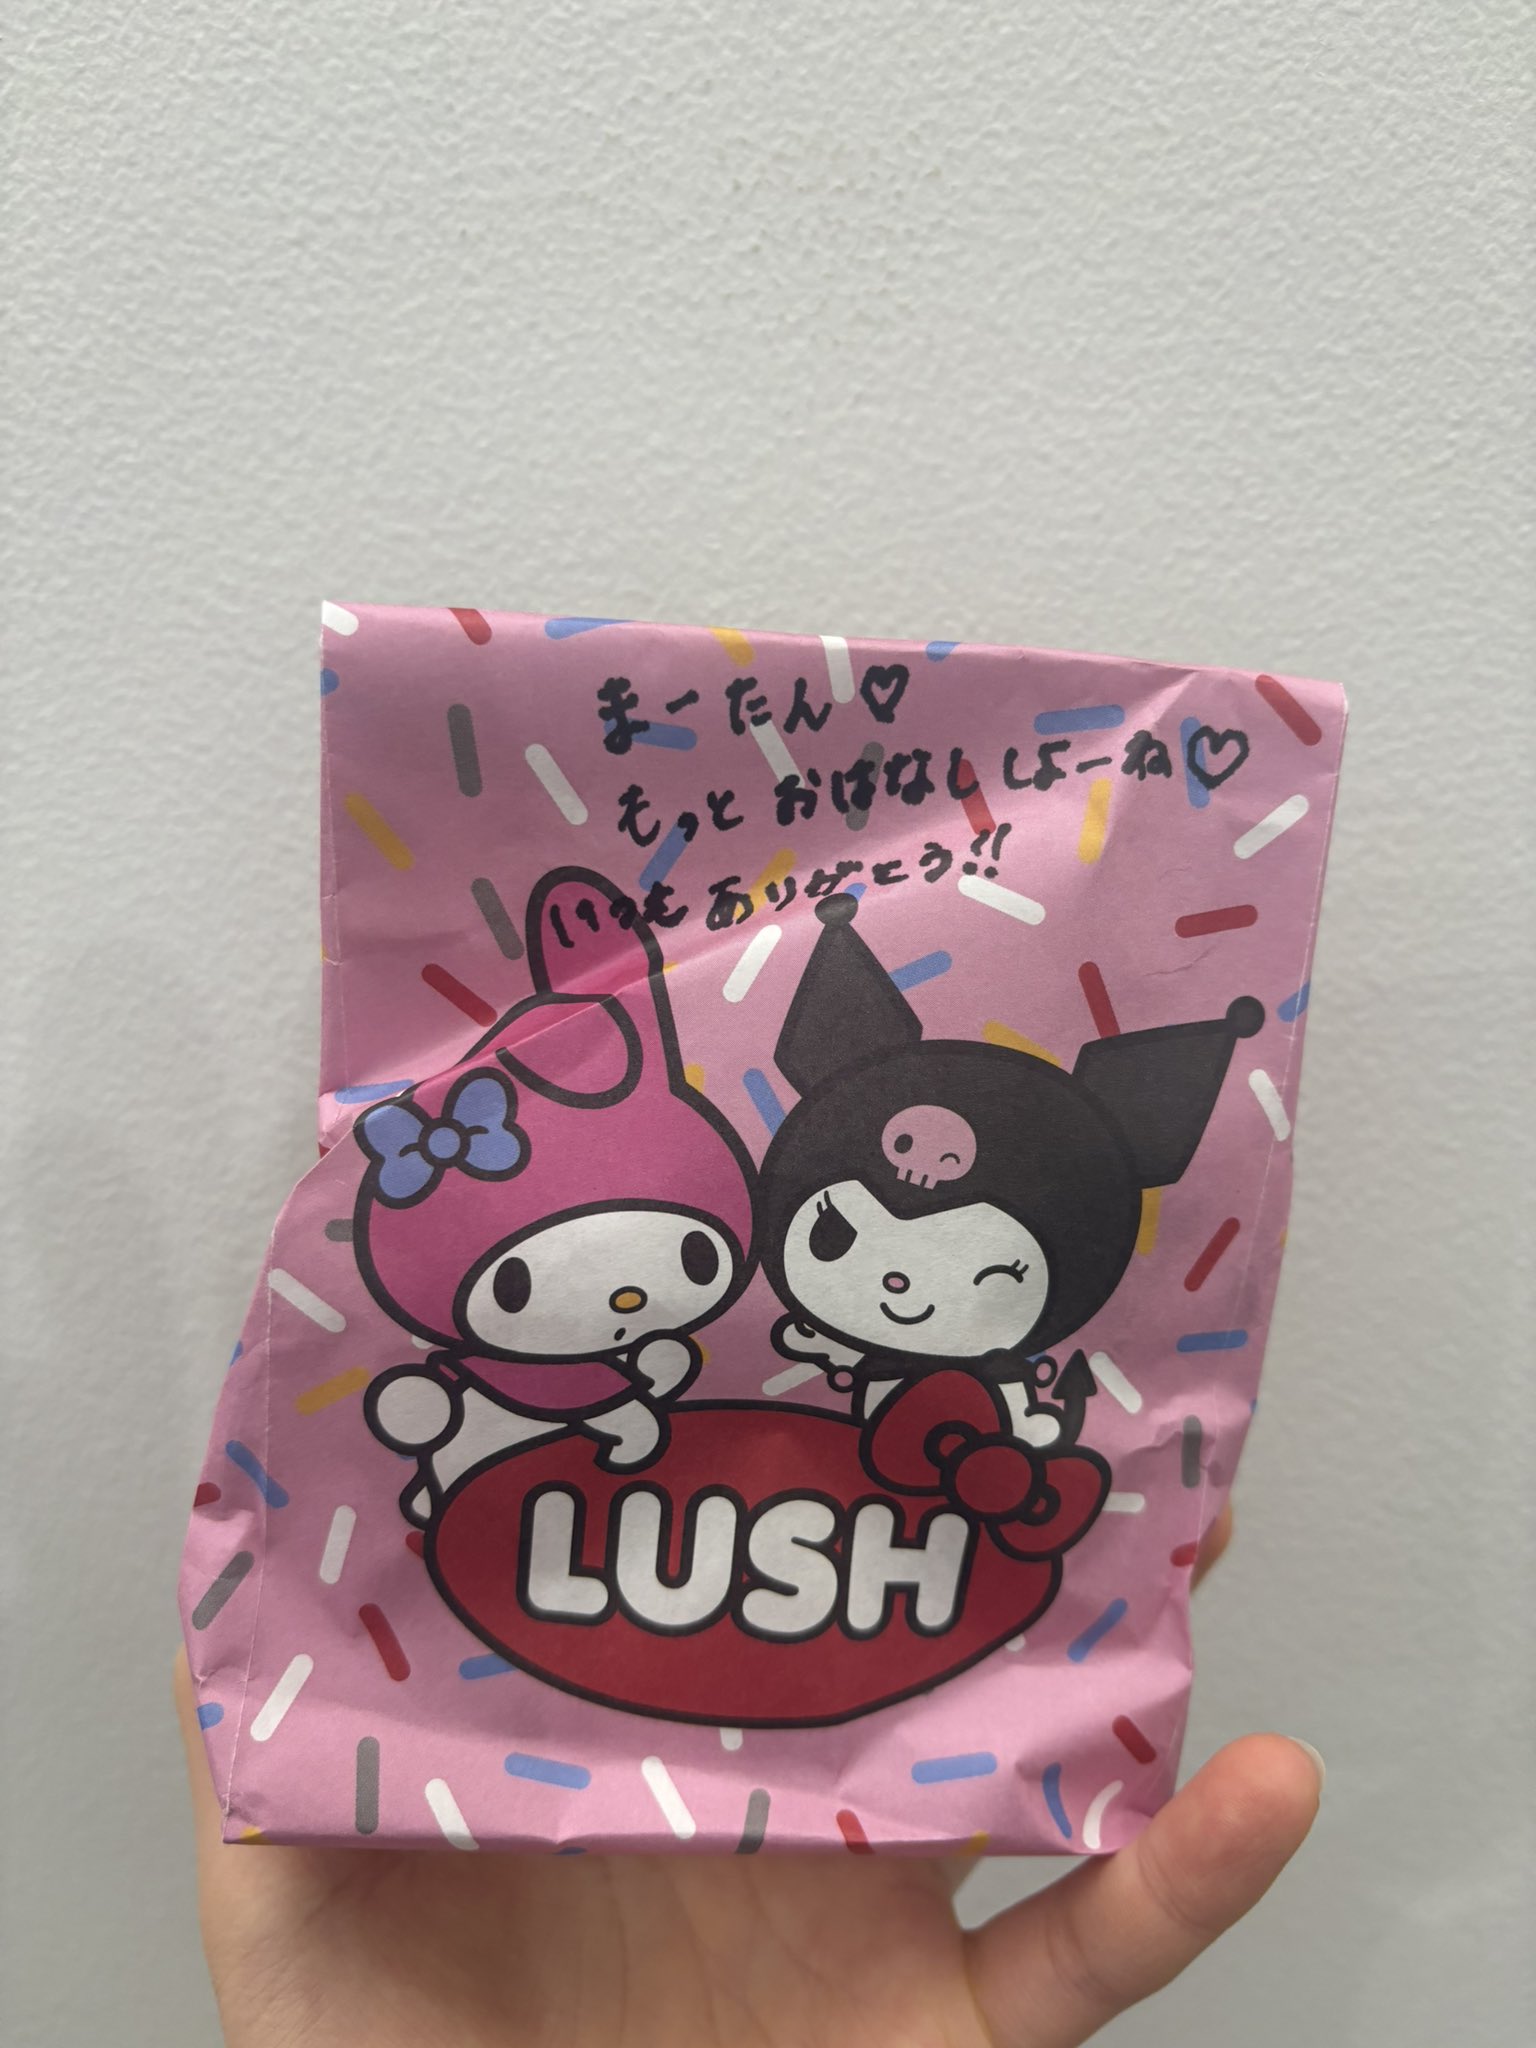 まーたん♡
もっとおはなししよーね♡
いつもありがとう!!
LUSH